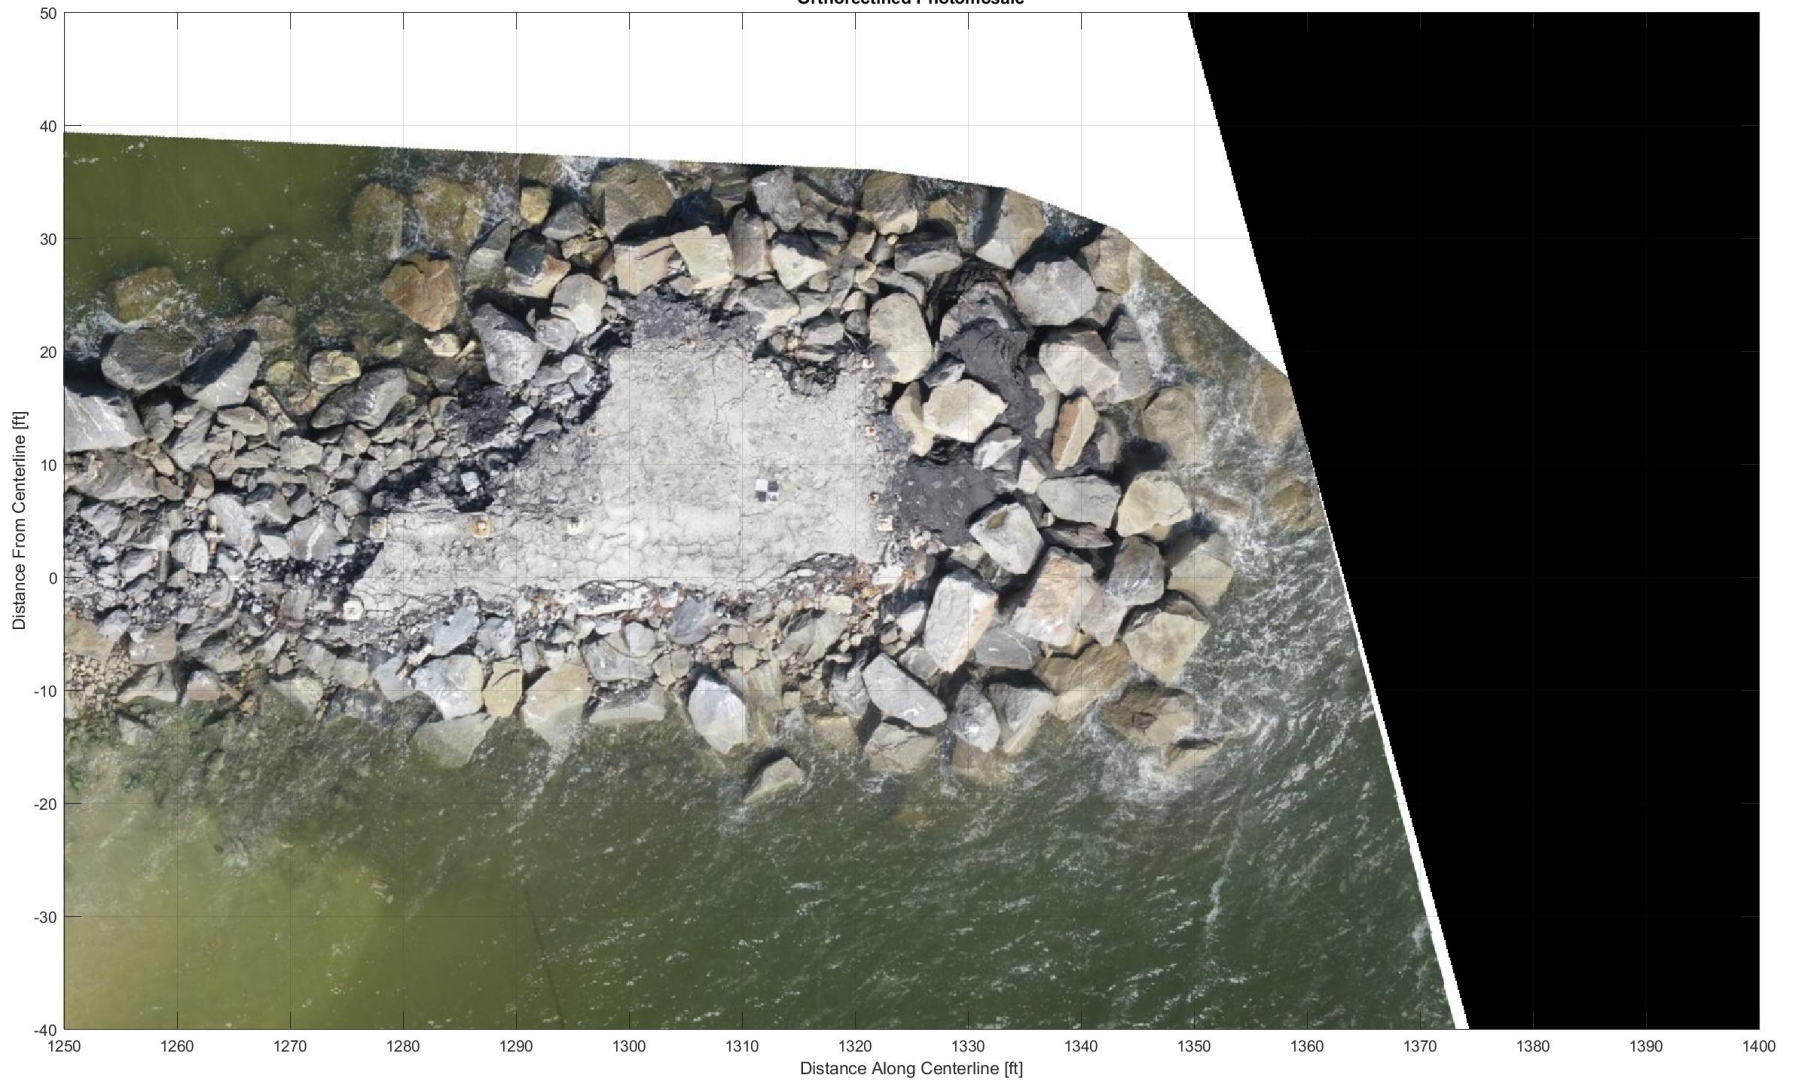 Orthorectified Photomosaic
50
40
30
20
10
0
-10
-20
-30
-40
Distance From Centerline [ft]
1250 1260 1270 1280 1290 1300 1310 1320 1330 1340 1350 1360 1370 1380 1390 1400
Distance Along Centerline [ft]